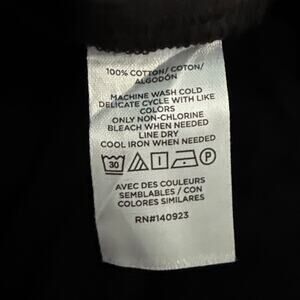 100% COTTON/ COTON/
ALGODÓN
MACHINE WASH COLD
DELICATE CYCLE WITH LIKE
COLORS
ONLY NON-CHLORINE
BLEACH WHEN NEEDED
LINE DRY
COOL IRON WHEN NEEDED
30 P
AVEC DES COULEURS
SEMBLABLES / CON
COLORES SIMILARES
RN#140923